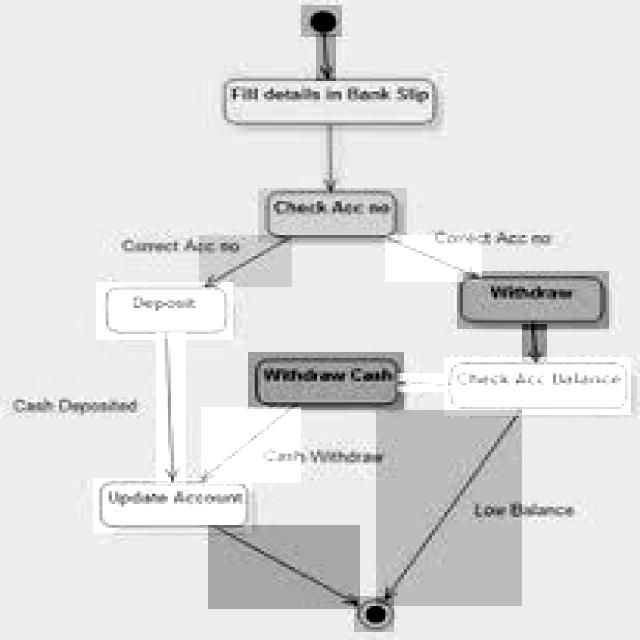 Fill details in Bank Slip
Check Acc no
Correct Acc no
Correct Acc no
Deposit
Withdraw
Withdraw Cash
Check Acc Balance
Cash Deposited
Cash Withdraw
Update Account
Low Balance